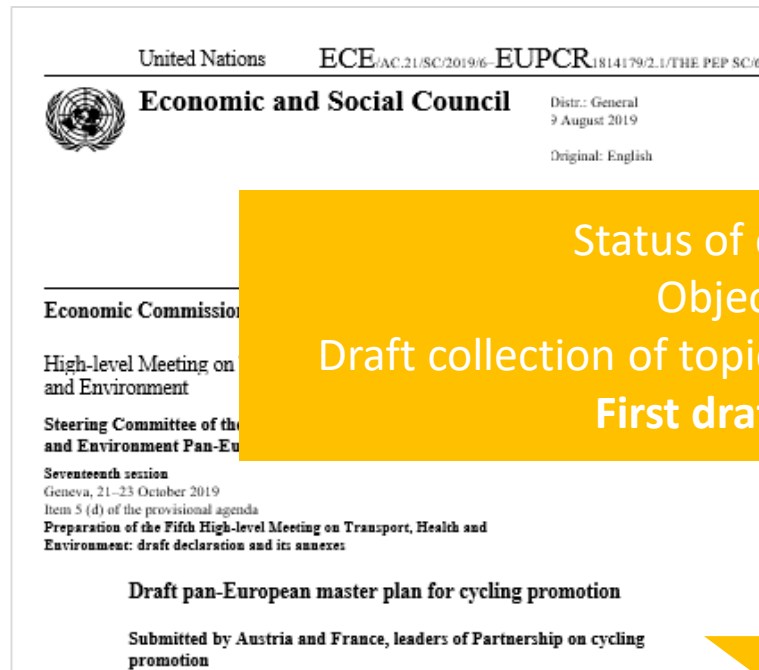 United Nations ECE/AC.21/SC/2019/6–EUPCR1814179/2.1/THE PEP SC/6
Economic and Social Council
Distr.: General
9 August 2019
Original: English
Status of
Objec
Draft collection of topi
First draf
Economic Commission
High-level Meeting on
and Environment
Steering Committee of the
and Environment Pan-Eu
Seventeenth session
Geneva, 21–23 October 2019
Item 5 (d) of the provisional agenda
Preparation of the Fifth High-level Meeting on Transport, Health and
Environment: draft declaration and its annexes
Draft pan-European master plan for cycling promotion
Submitted by Austria and France, leaders of Partnership on cycling
promotion